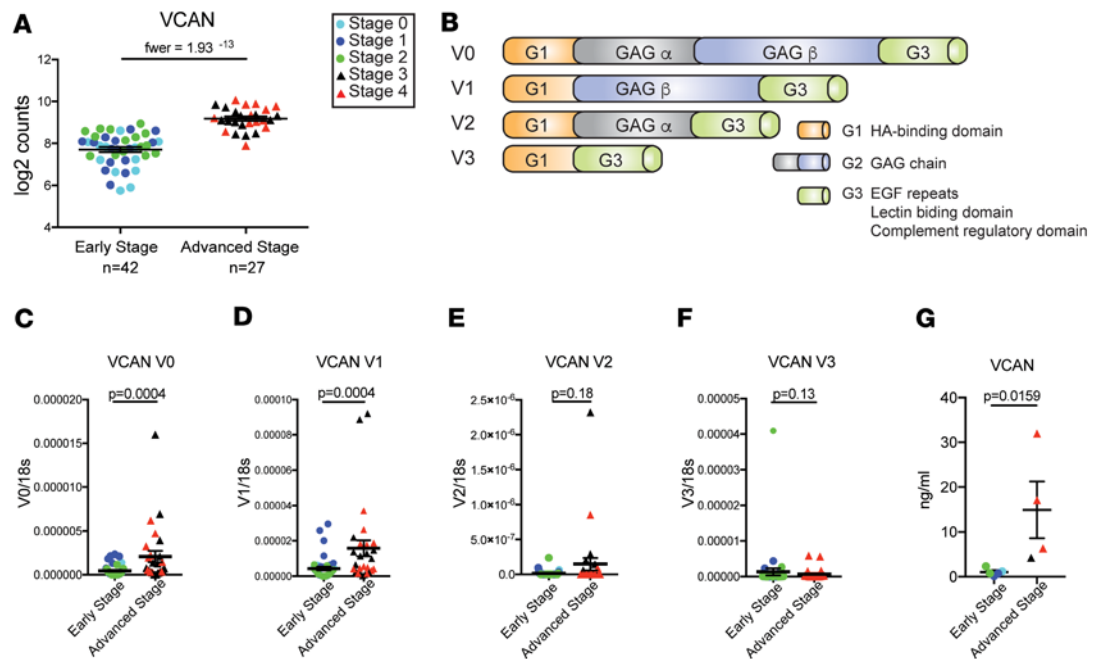 A
VCAN
fwer = 1.93 -13
log2 counts
12
10
8
6
4
Early Stage
n=42
Advanced Stage
n=27
Stage 0
Stage 1
Stage 2
Stage 3
Stage 4
B
V0 G1 GAG α GAG β G3
V1 G1 GAG β G3
V2 G1 GAG α G3
V3 G1 G3
G1 HA-binding domain
G2 GAG chain
G3 EGF repeats
Lectin biding domain
Complement regulatory domain
C
VCAN V0
p=0.0004
V0/18s
0.000020
0.000015
0.000010
0.000005
0.000000
Early Stage
Advanced Stage
D
VCAN V1
p=0.0004
V1/18s
0.00010
0.00008
0.00006
0.00004
0.00002
0.00000
Early Stage
Advanced Stage
E
VCAN V2
p=0.18
V2/18s
2.5×10-6
2.0×10-6
1.5×10-6
1.0×10-6
5.0×10-7
0.0
Early Stage
Advanced Stage
F
VCAN V3
p=0.13
V3/18s
0.00005
0.00004
0.00003
0.00002
0.00001
0.00000
Early Stage
Advanced Stage
G
VCAN
p=0.0159
ng/ml
40
30
20
10
0
Early Stage
Advanced Stage